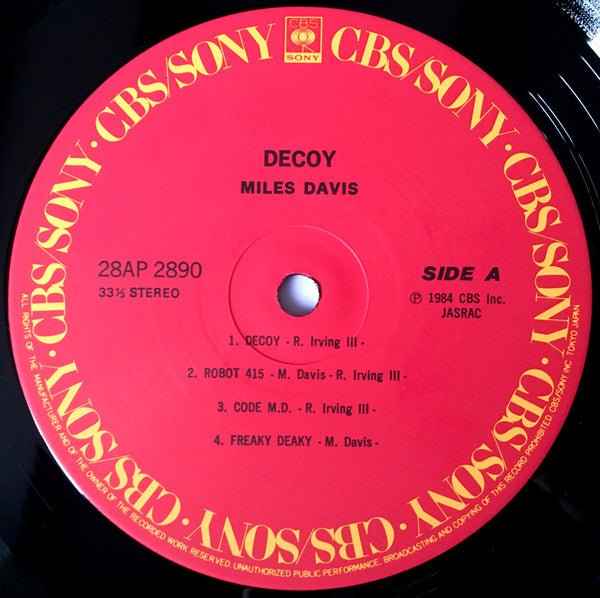 CBS
SONY
CBS/SONY · CBS/SONY · CBS/SONY · CBS/SONY · CBS/SONY · CBS/SONY · CBS/SONY · CBS/SONY
DECOY
MILES DAVIS
28AP 2890
33⅓ STEREO
SIDE A
Ⓟ 1984 CBS Inc.
JASRAC
1. DECOY - R. Irving III -
2. ROBOT 415 - M. Davis - R. Irving III -
3. CODE M.D. - R. Irving III -
4. FREAKY DEAKY - M. Davis -
ALL RIGHTS OF THE MANUFACTURER AND OF THE OWNER OF THE RECORDED WORK RESERVED. UNAUTHORIZED PUBLIC PERFORMANCE, BROADCASTING AND COPYING OF THIS RECORD PROHIBITED. CBS/SONY INC. TOKYO JAPAN